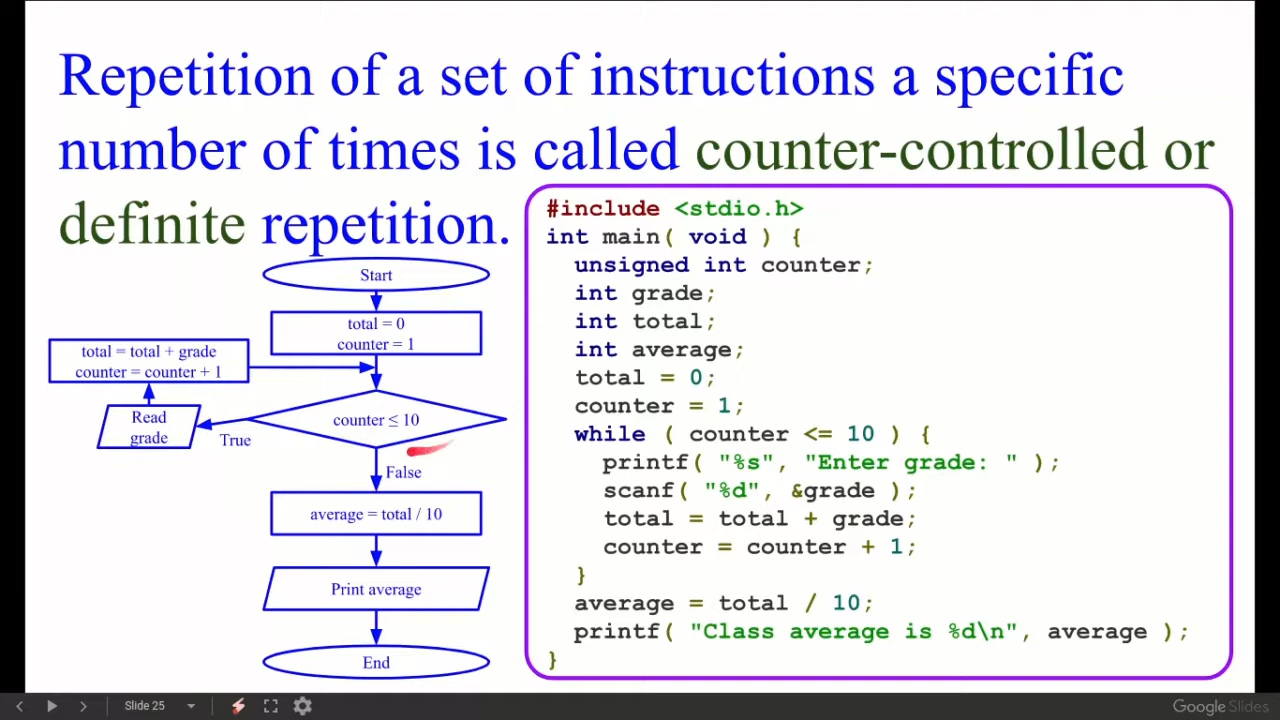 Repetition of a set of instructions a specific
number of times is called counter-controlled or
definite repetition.
Start
total = 0
counter = 1
total = total + grade
counter = counter + 1
Read
grade
True
counter ≤ 10
False
average = total / 10
Print average
End
#include <stdio.h>
int main( void ) {
  unsigned int counter;
  int grade;
  int total;
  int average;
  total = 0;
  counter = 1;
  while ( counter <= 10 ) {
    printf( "%s", "Enter grade: " );
    scanf( "%d", &grade );
    total = total + grade;
    counter = counter + 1;
  }
  average = total / 10;
  printf( "Class average is %d\n", average );
}
Slide 25
Google Slides